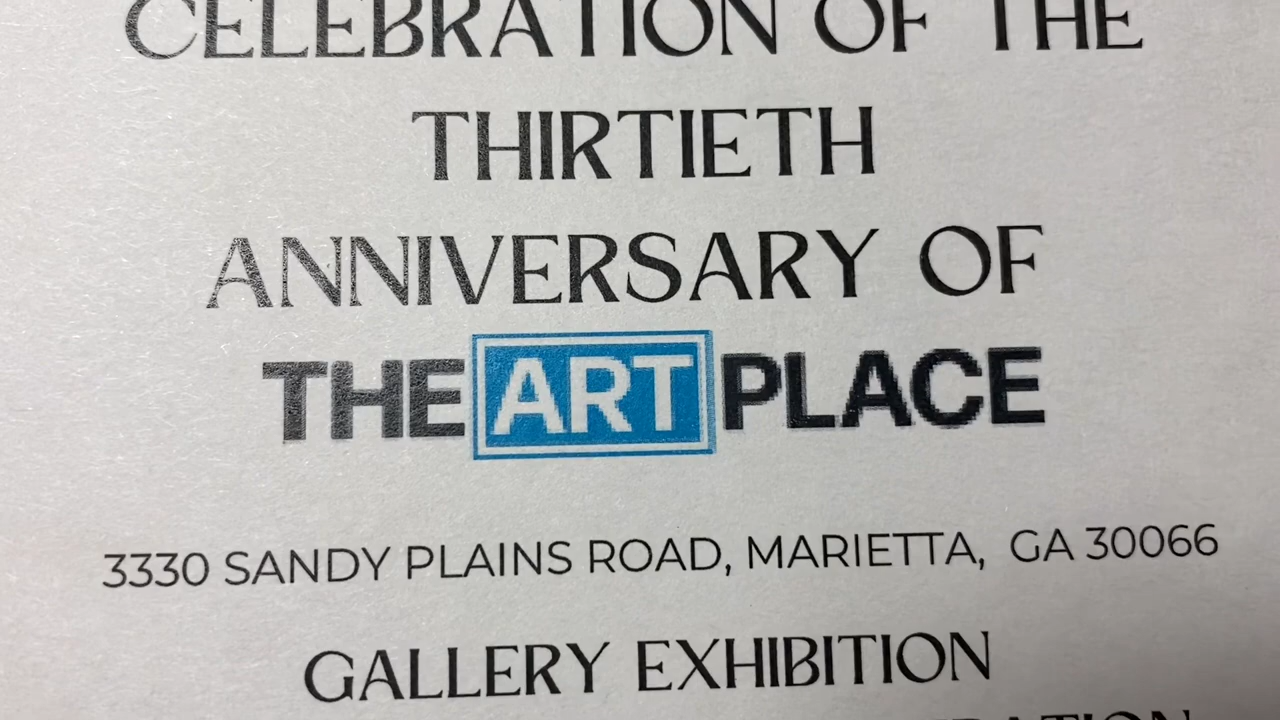 CELEBRATION OF THE
THIRTIETH
ANNIVERSARY OF
THE ART PLACE
3330 SANDY PLAINS ROAD, MARIETTA, GA 30066
GALLERY EXHIBITION